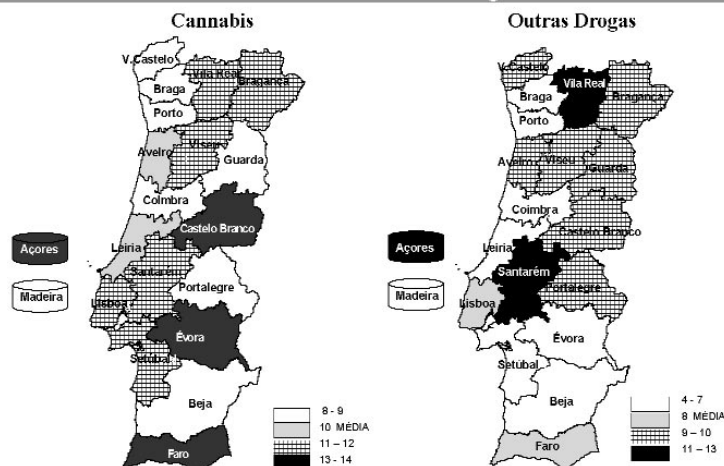 Cannabis
V.Castelo
Vila Real
Bragança
Braga
Porto
Aveiro
Viseu
Guarda
Coimbra
Castelo Branco
Leiria
Açores
Santarém
Madeira
Portalegre
Lisboa
Évora
Setúbal
Beja
Faro
8 - 9
10 MÉDIA
11 – 12
13 - 14
Outras Drogas
V.Castelo
Vila Real
Braga
Bragança
Porto
Aveiro
Viseu
Guarda
Coimbra
Castelo Branco
Leiria
Açores
Santarém
Portalegre
Madeira
Lisboa
Évora
Setúbal
Beja
Faro
4 - 7
8 MÉDIA
9 – 10
11 – 13